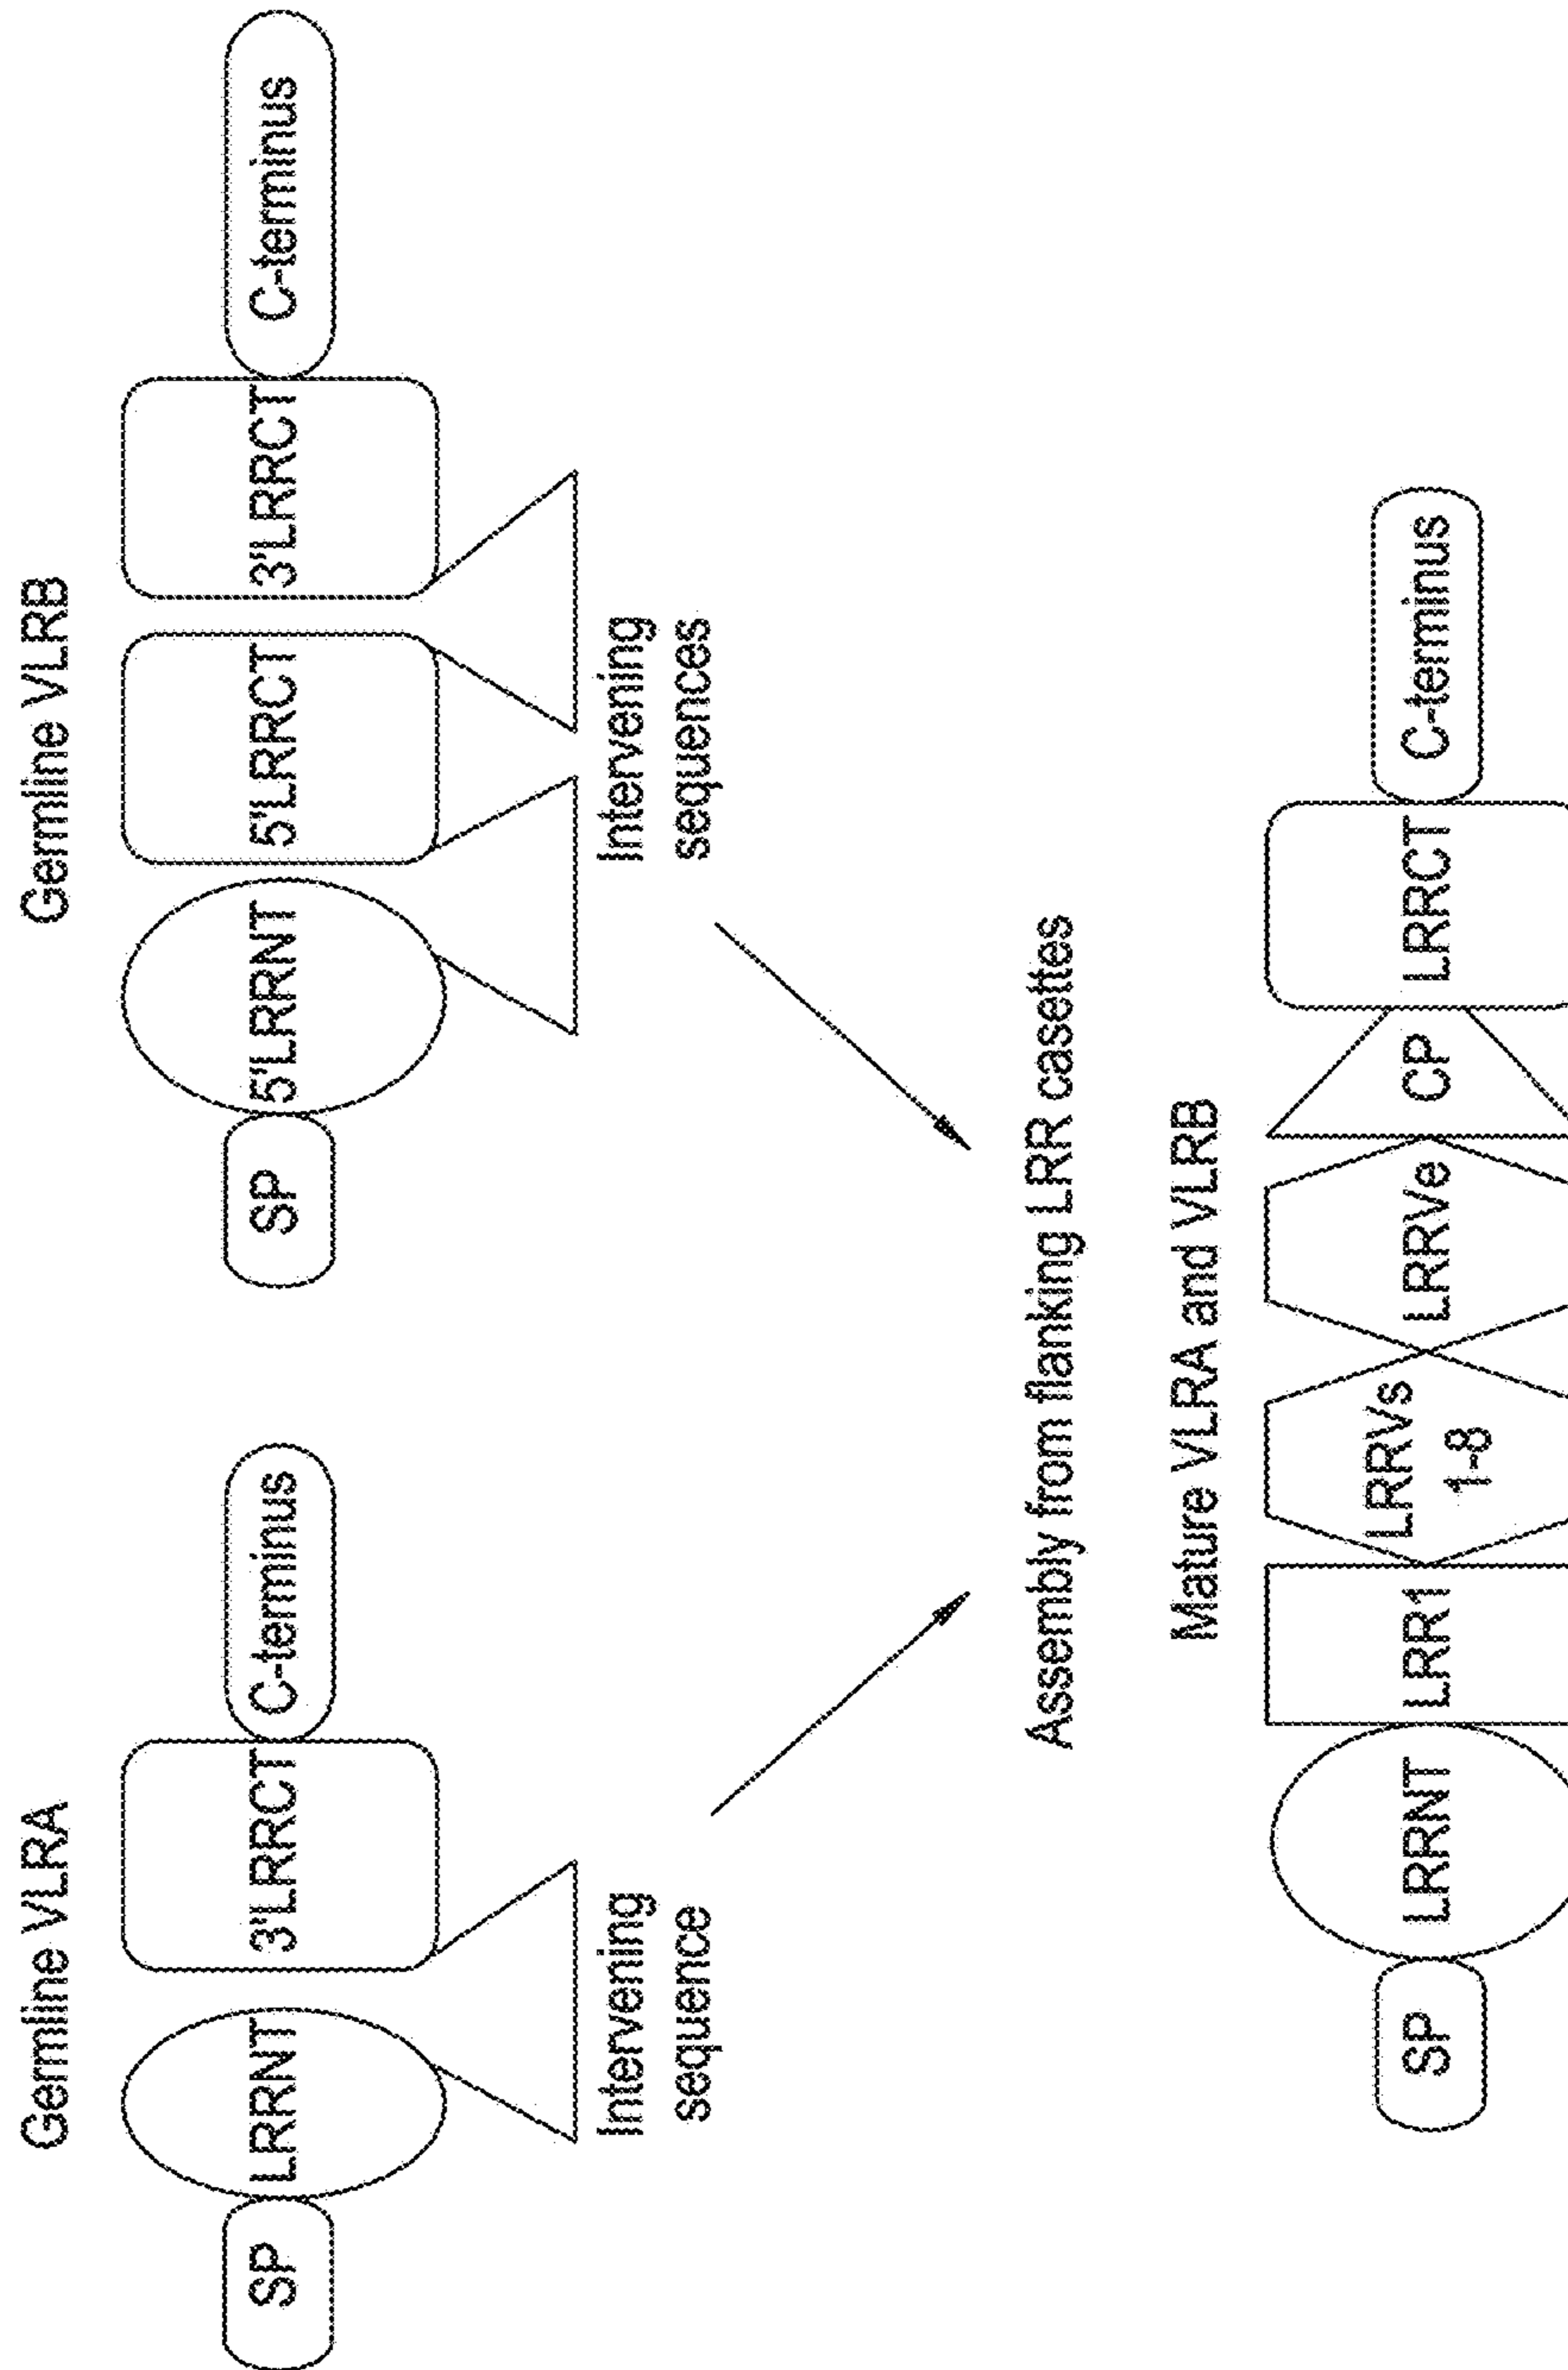 Germline VLRA
SP LRRNT 3'LRRCT C-terminus
Intervening
sequence
Germline VLRB
SP 5'LRRNT 5'LRRCT 3'LRRCT C-terminus
Intervening
sequences
Assembly from flanking LRR casettes
Mature VLRA and VLRB
SP LRRNT LRR1 LRRVs LRRVe CP LRRCT C-terminus
1-8